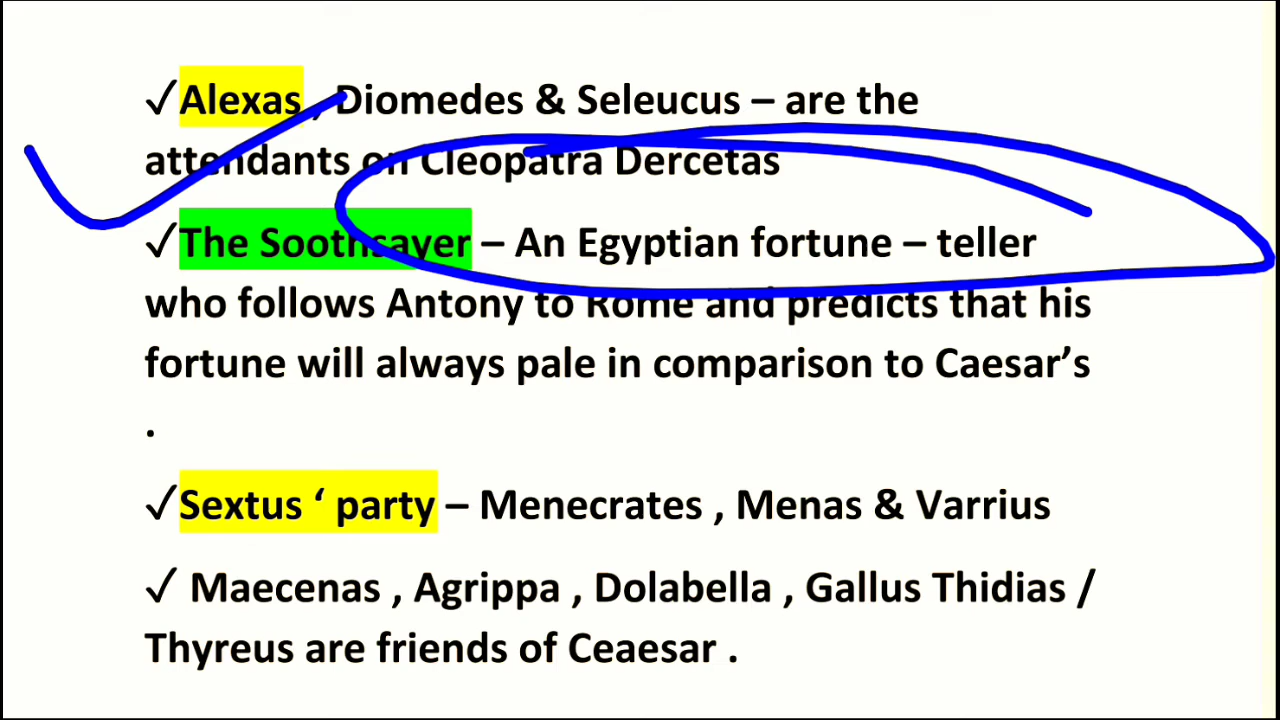 ✓Alexas , Diomedes & Seleucus – are the
attendants on Cleopatra Dercetas
✓The Soothsayer – An Egyptian fortune – teller
who follows Antony to Rome and predicts that his
fortune will always pale in comparison to Caesar’s
.
✓Sextus ‘ party – Menecrates , Menas & Varrius
✓ Maecenas , Agrippa , Dolabella , Gallus Thidias /
Thyreus are friends of Ceaesar .